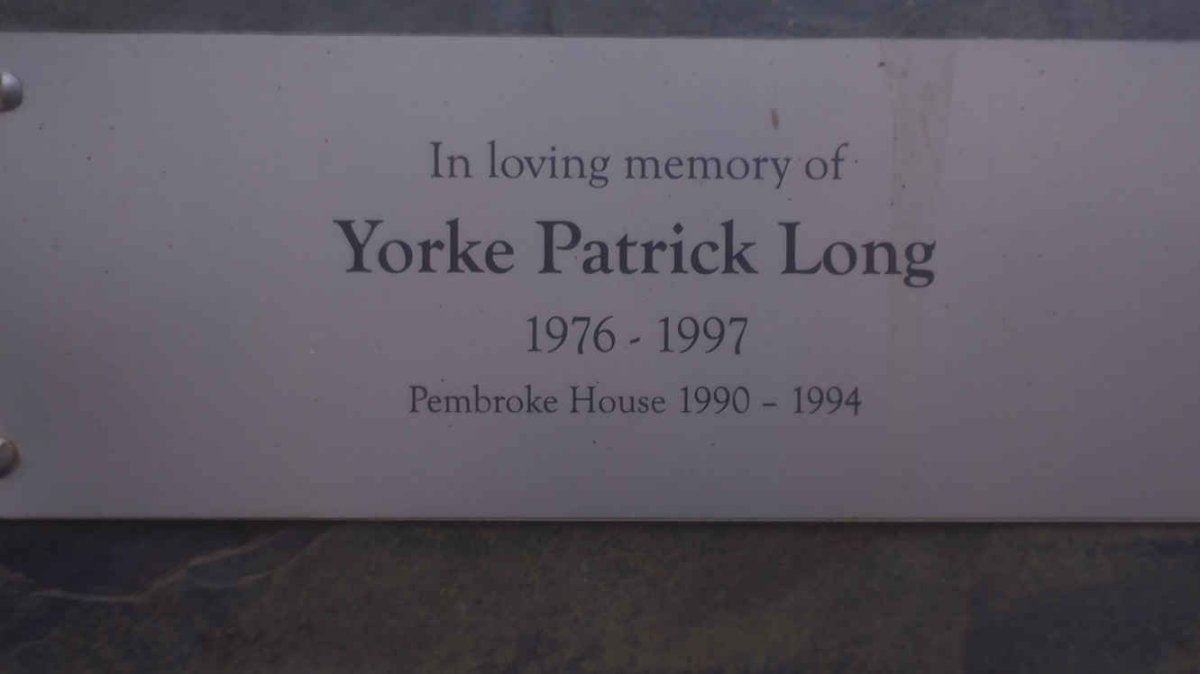 In loving memory of
Yorke Patrick Long
1976 - 1997
Pembroke House 1990 – 1994